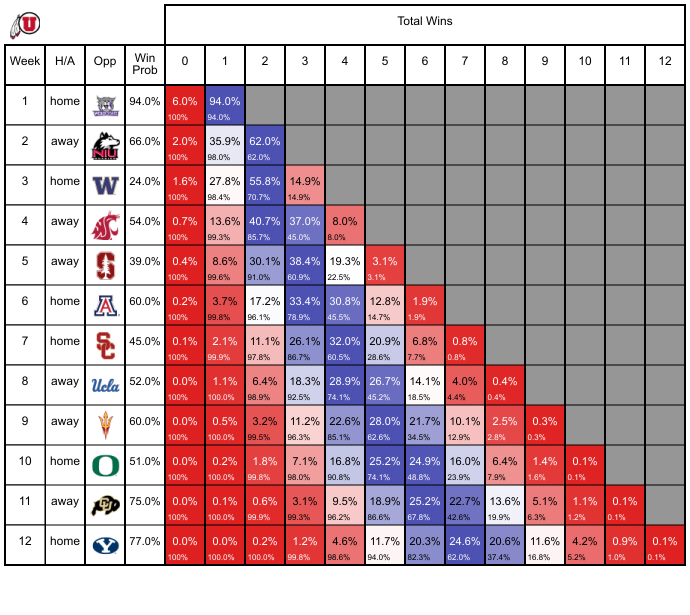 U
Total Wins
Week H/A Opp Win Prob 0 1 2 3 4 5 6 7 8 9 10 11 12
1 home 94.0% 6.0% 94.0%
100% 94.0%
2 away NIU 66.0% 2.0% 35.9% 62.0%
100% 98.0% 62.0%
3 home W 24.0% 1.6% 27.8% 55.8% 14.9%
100% 98.4% 70.7% 14.9%
4 away 54.0% 0.7% 13.6% 40.7% 37.0% 8.0%
100% 99.3% 85.7% 45.0% 8.0%
5 away S 39.0% 0.4% 8.6% 30.1% 38.4% 19.3% 3.1%
100% 99.6% 91.0% 60.9% 22.5% 3.1%
6 home A 60.0% 0.2% 3.7% 17.2% 33.4% 30.8% 12.8% 1.9%
100% 99.8% 96.1% 78.9% 45.5% 14.7% 1.9%
7 home SC 45.0% 0.1% 2.1% 11.1% 26.1% 32.0% 20.9% 6.8% 0.8%
100% 99.9% 97.8% 86.7% 60.5% 28.6% 7.7% 0.8%
8 away Ucla 52.0% 0.0% 1.1% 6.4% 18.3% 28.9% 26.7% 14.1% 4.0% 0.4%
100% 100.0% 98.9% 92.5% 74.1% 45.2% 18.5% 4.4% 0.4%
9 away 60.0% 0.0% 0.5% 3.2% 11.2% 22.6% 28.0% 21.7% 10.1% 2.5% 0.3%
100% 100.0% 99.5% 96.3% 85.1% 62.6% 34.5% 12.9% 2.8% 0.3%
10 home O 51.0% 0.0% 0.2% 1.8% 7.1% 16.8% 25.2% 24.9% 16.0% 6.4% 1.4% 0.1%
100% 100.0% 99.8% 98.0% 90.8% 74.1% 48.8% 23.9% 7.9% 1.6% 0.1%
11 away CU 75.0% 0.0% 0.1% 0.6% 3.1% 9.5% 18.9% 25.2% 22.7% 13.6% 5.1% 1.1% 0.1%
100% 100.0% 99.9% 99.3% 96.2% 86.6% 67.8% 42.6% 19.9% 6.3% 1.2% 0.1%
12 home Y 77.0% 0.0% 0.0% 0.2% 1.2% 4.6% 11.7% 20.3% 24.6% 20.6% 11.6% 4.2% 0.9% 0.1%
100% 100.0% 100.0% 99.8% 98.6% 94.0% 82.3% 62.0% 37.4% 16.8% 5.2% 1.0% 0.1%